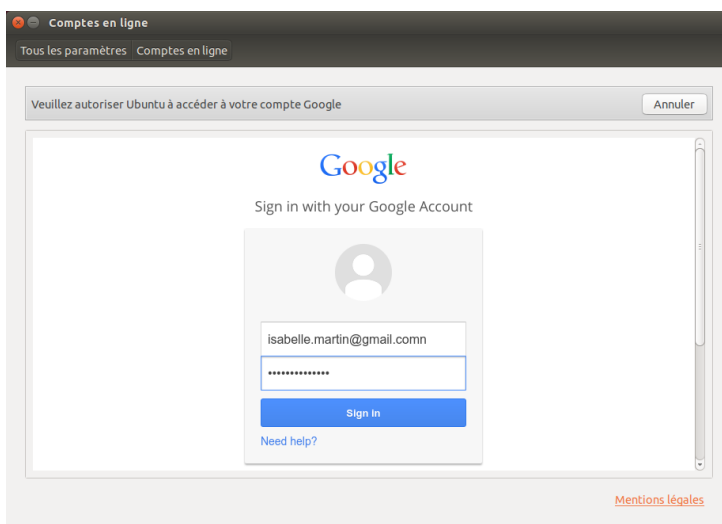 Comptes en ligne
Tous les paramètres Comptes en ligne
Veuillez autoriser Ubuntu à accéder à votre compte Google
Annuler
Google
Sign in with your Google Account
isabelle.martin@gmail.comn
••••••••••••••
Sign in
Need help?
Mentions légales